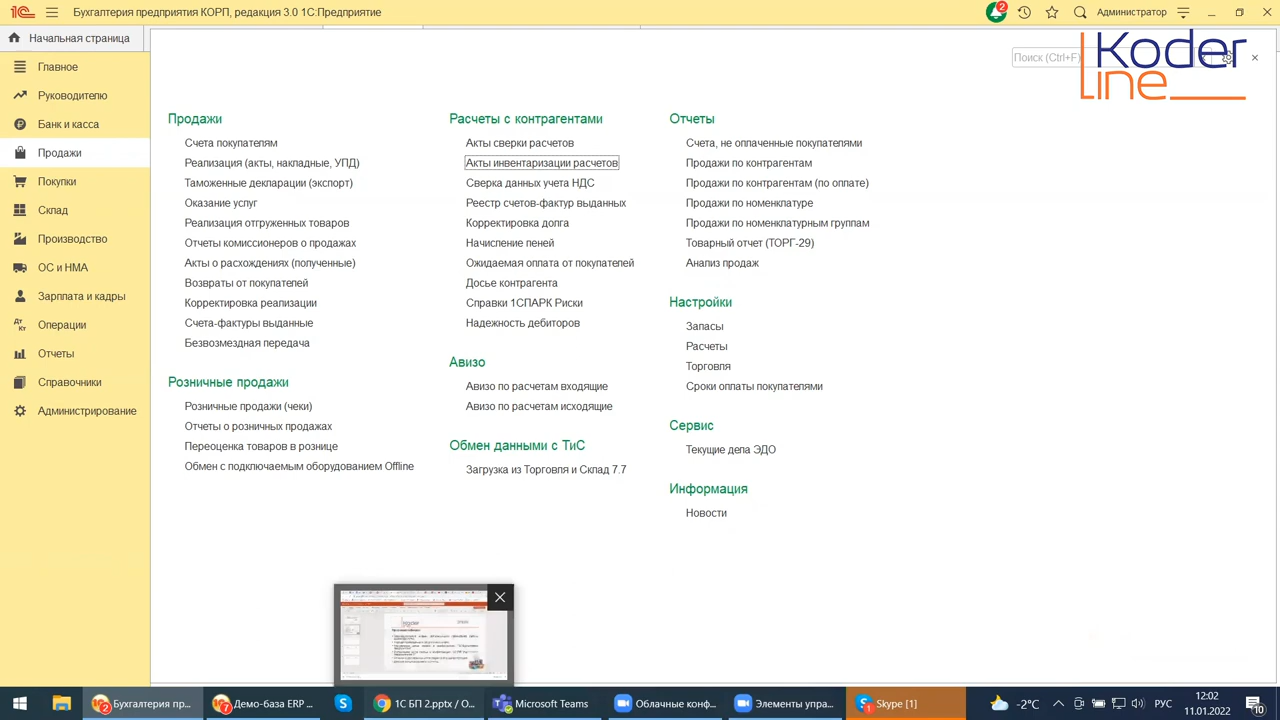 Бухгалтерия предприятия КОРП, редакция 3.0 1С:Предприятие
2
Администратор
Начальная страница
Поиск (Ctrl+F)
Koder
line
Главное
Руководителю
Банк и касса
Продажи
Покупки
Склад
Производство
ОС и НМА
Зарплата и кадры
Операции
Отчеты
Справочники
Администрирование
Продажи
Счета покупателям
Реализация (акты, накладные, УПД)
Таможенные декларации (экспорт)
Оказание услуг
Реализация отгруженных товаров
Отчеты комиссионеров о продажах
Акты о расхождениях (полученные)
Возвраты от покупателей
Корректировка реализации
Счета-фактуры выданные
Безвозмездная передача
Розничные продажи
Розничные продажи (чеки)
Отчеты о розничных продажах
Переоценка товаров в рознице
Обмен с подключаемым оборудованием Offline
Расчеты с контрагентами
Акты сверки расчетов
Акты инвентаризации расчетов
Сверка данных учета НДС
Реестр счетов-фактур выданных
Корректировка долга
Начисление пеней
Ожидаемая оплата от покупателей
Досье контрагента
Справки 1СПАРК Риски
Надежность дебиторов
Авизо
Авизо по расчетам входящие
Авизо по расчетам исходящие
Обмен данными с ТиС
Загрузка из Торговля и Склад 7.7
Отчеты
Счета, не оплаченные покупателями
Продажи по контрагентам
Продажи по контрагентам (по оплате)
Продажи по номенклатуре
Продажи по номенклатурным группам
Товарный отчет (ТОРГ-29)
Анализ продаж
Настройки
Запасы
Расчеты
Торговля
Сроки оплаты покупателями
Сервис
Текущие дела ЭДО
Информация
Новости
Бухгалтерия пр...
Демо-база ERP ...
1С БП 2.pptx / О...
Microsoft Teams
Облачные конф...
Элементы упра...
Skype [1]
-2°C
РУС
12:02
11.01.2022